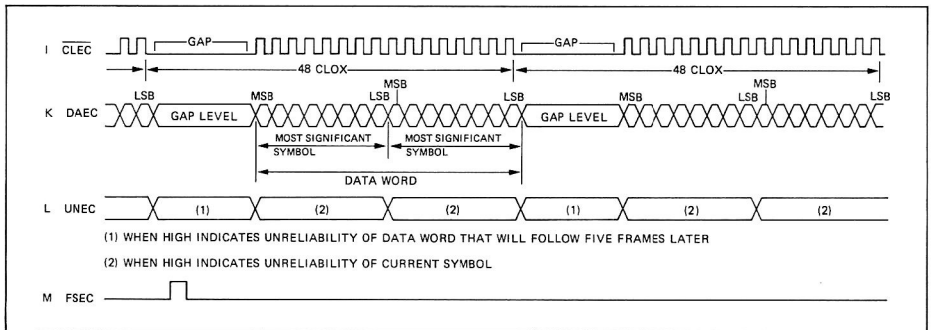 I CLEC GAP GAP
48 CLOX 48 CLOX
LSB MSB LSB MSB LSB MSB LSB MSB LSB
K DAEC GAP LEVEL GAP LEVEL
MOST SIGNIFICANT SYMBOL MOST SIGNIFICANT SYMBOL
DATA WORD
L UNEC (1) (2) (2) (1) (2) (2)
(1) WHEN HIGH INDICATES UNRELIABILITY OF DATA WORD THAT WILL FOLLOW FIVE FRAMES LATER
(2) WHEN HIGH INDICATES UNRELIABILITY OF CURRENT SYMBOL
M FSEC